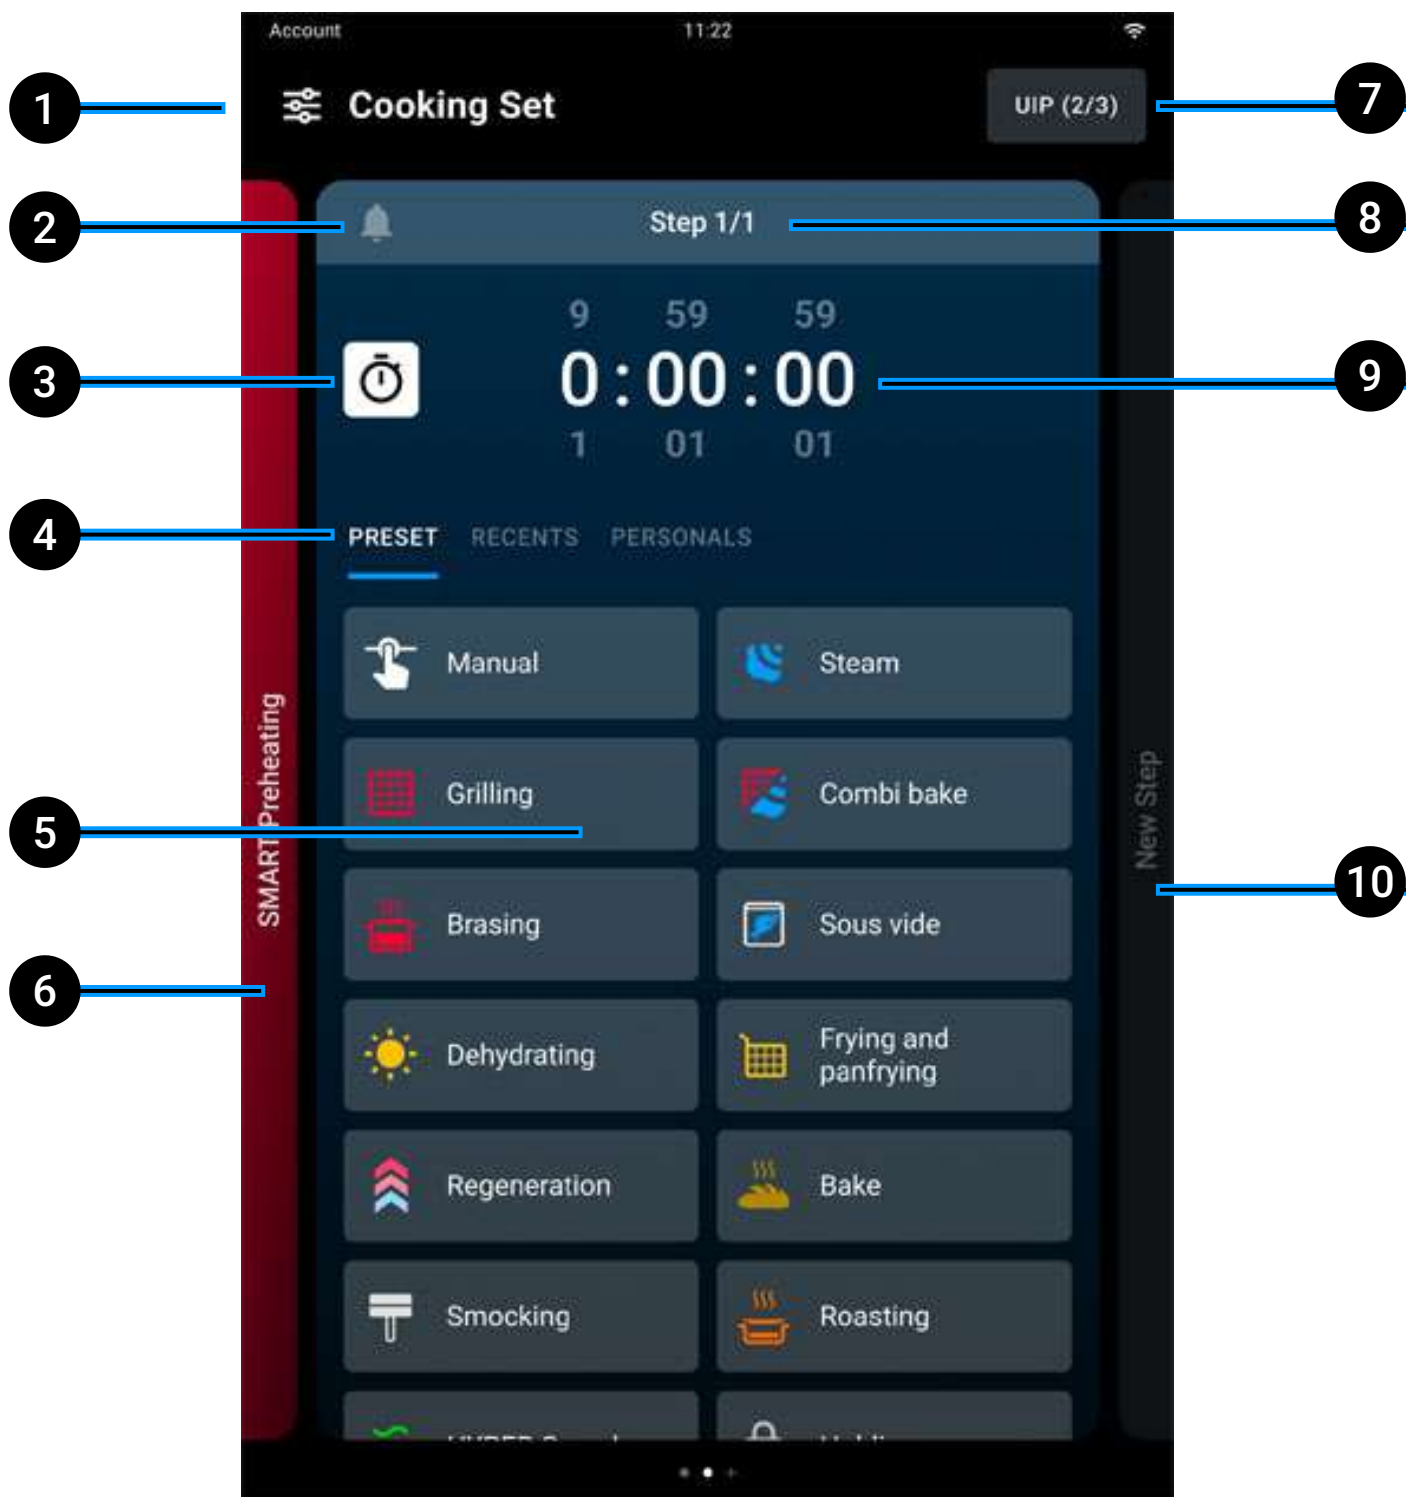 Account
11:22
1
Cooking Set
UIP (2/3)
7
2
Step 1/1
8
9 59 59
3
0 : 00 : 00
9
1 01 01
4
PRESET RECENTS PERSONALS
Manual
Steam
SMART Preheating
New Step
Grilling
Combi bake
5
10
Brasing
Sous vide
6
Dehydrating
Frying and
panfrying
Regeneration
Bake
Smocking
Roasting